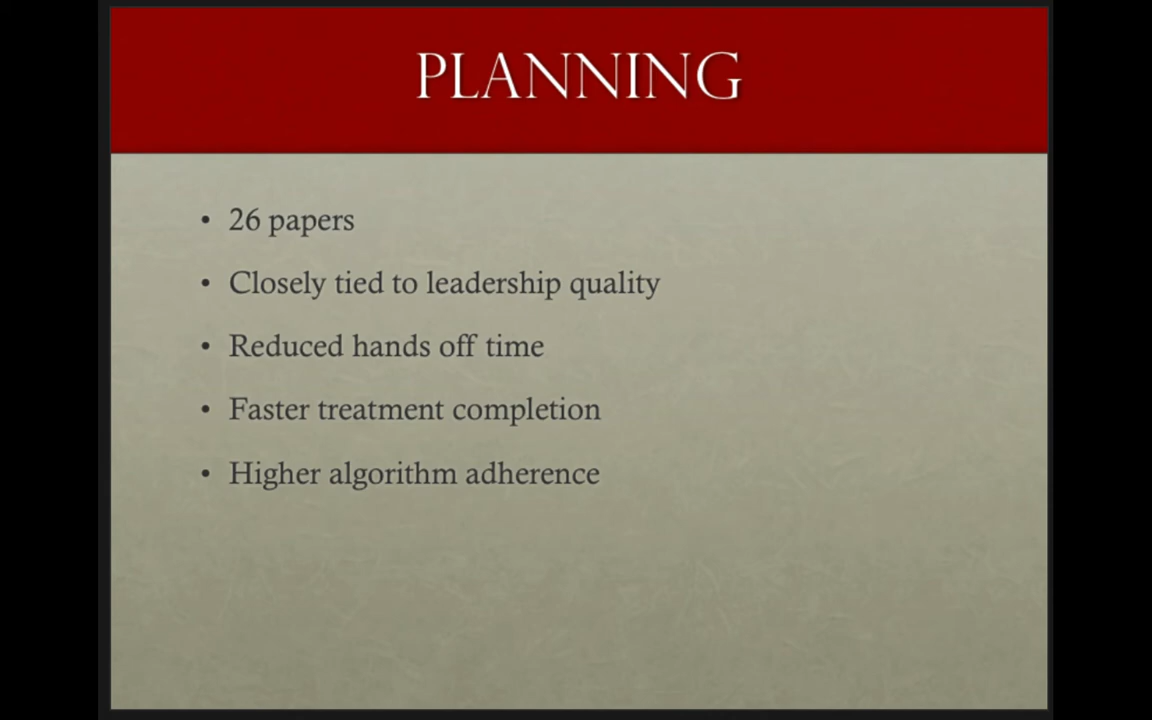 PLANNING
• 26 papers
• Closely tied to leadership quality
• Reduced hands off time
• Faster treatment completion
• Higher algorithm adherence